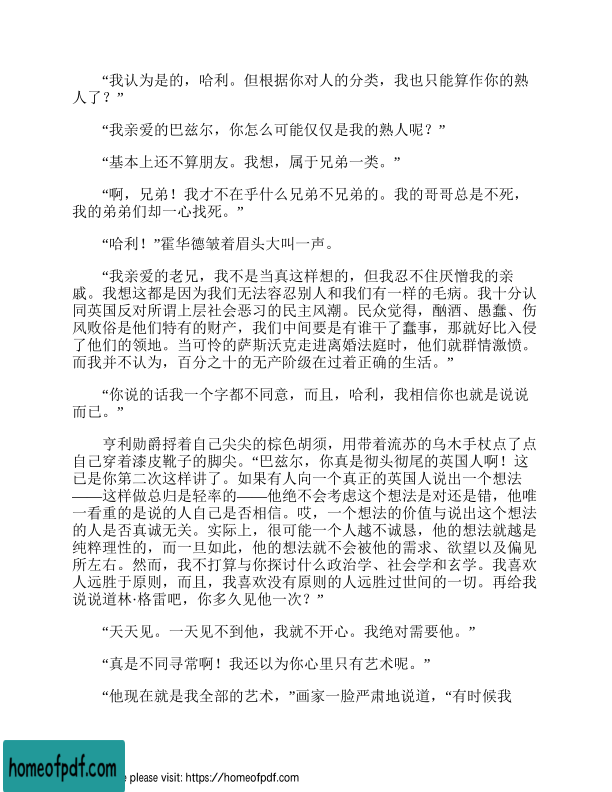 “我认为是的，哈利。但根据你对人的分类，我也只能算作你的熟
人了？”
“我亲爱的巴兹尔，你怎么可能仅仅是我的熟人呢？”
“基本上还不算朋友。我想，属于兄弟一类。”
“啊，兄弟！我才不在乎什么兄弟不兄弟的。我的哥哥总是不死，
我的弟弟们却一心找死。”
“哈利！”霍华德皱着眉头大叫一声。
“我亲爱的老兄，我不是当真这样想的，但我忍不住厌憎我的亲
戚。我想这都是因为我们无法容忍别人和我们有一样的毛病。我十分认
同英国反对所谓上层社会恶习的民主风潮。民众觉得，酗酒、愚蠢、伤
风败俗是他们特有的财产，我们中间要是有谁干了蠢事，那就好比入侵
了他们的领地。当可怜的萨斯沃克走进离婚法庭时，他们就群情激愤。
而我并不认为，百分之十的无产阶级在过着正确的生活。”
“你说的话我一个字都不同意，而且，哈利，我相信你也就是说说
而已。”
亨利勋爵捋着自己尖尖的棕色胡须，用带着流苏的乌木手杖点了点
自己穿着漆皮靴子的脚尖。“巴兹尔，你真是彻头彻尾的英国人啊！这
已是你第二次这样讲了。如果有人向一个真正的英国人说出一个想法
——这样做总归是轻率的——他绝不会考虑这个想法是对还是错，他唯
一看重的是说的人自己是否相信。哎，一个想法的价值与说出这个想法
的人是否真诚无关。实际上，很可能一个人越不诚恳，他的想法就越是
纯粹理性的，而一旦如此，他的想法就不会被他的需求、欲望以及偏见
所左右。然而，我不打算与你探讨什么政治学、社会学和玄学。我喜欢
人远胜于原则，而且，我喜欢没有原则的人远胜过世间的一切。再给我
说说道林·格雷吧，你多久见他一次？”
“天天见。一天见不到他，我就不开心。我绝对需要他。”
“真是不同寻常啊！我还以为你心里只有艺术呢。”
“他现在就是我全部的艺术，”画家一脸严肃地说道，“有时候我
homeofpdf.com
e please visit: https://homeofpdf.com